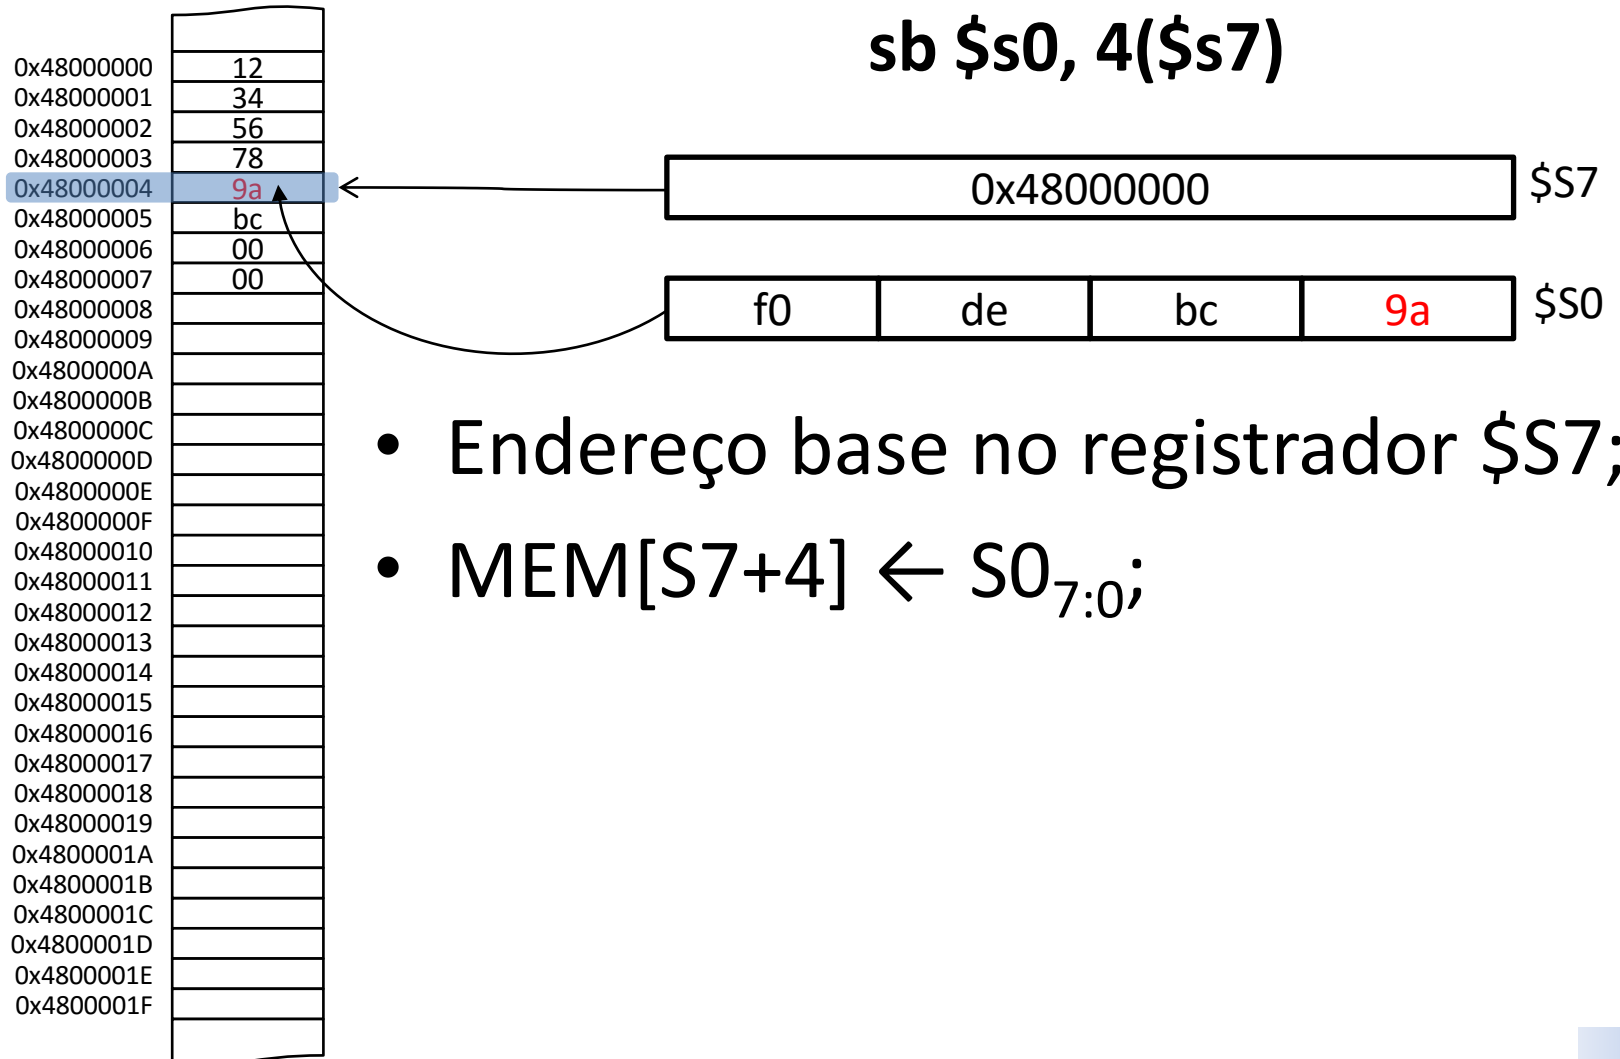 sb $s0, 4($s7)
0x48000000 12
0x48000001 34
0x48000002 56
0x48000003 78
0x48000004 9a
0x48000005 bc
0x48000006 00
0x48000007 00
0x48000008
0x48000009
0x4800000A
0x4800000B
0x4800000C
0x4800000D
0x4800000E
0x4800000F
0x48000010
0x48000011
0x48000012
0x48000013
0x48000014
0x48000015
0x48000016
0x48000017
0x48000018
0x48000019
0x4800001A
0x4800001B
0x4800001C
0x4800001D
0x4800001E
0x4800001F
0x48000000 $S7
f0 de bc 9a $S0
• Endereço base no registrador $S7;
• MEM[S7+4] ← S0₇:₀;